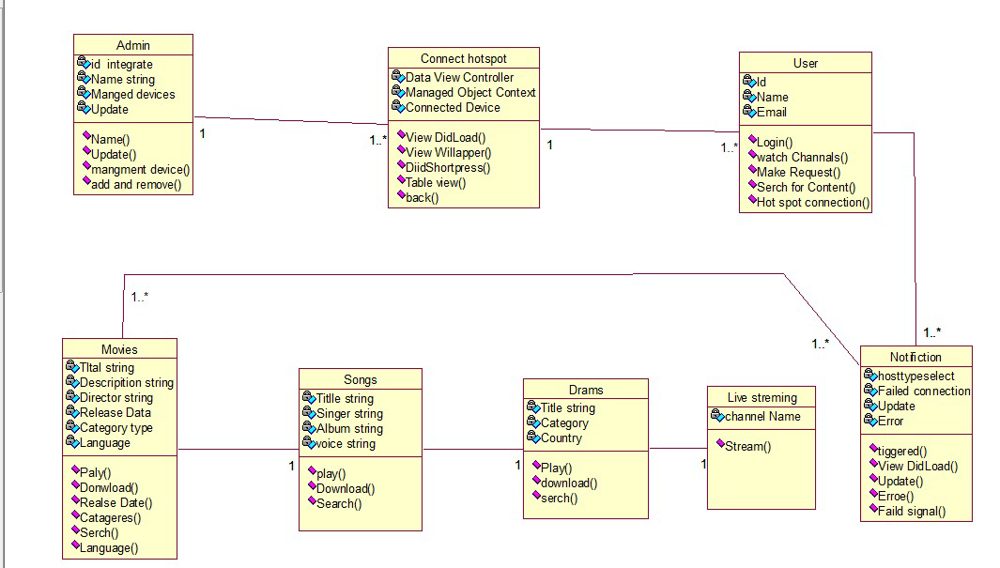 Admin
id  integrate
Name string
Manged devices
Update
Name()
Update()
mangment device()
add and remove()
1
1..*
Connect hotspot
Data View Controller
Managed Object Context
Connected Device
View DidLoad()
View Willapper()
DiidShortpress()
Table view()
back()
1
1..*
User
Id
Name
Email
Login()
watch Channals()
Make Request()
Serch for Content()
Hot spot connection()
1..*
1..*
1..*
Movies
TItal string
Descripition string
Director string
Release Data
Category type
Language
Paly()
Donwload()
Realse Date()
Catageres()
Serch()
Language()
1
Songs
Titlle string
Singer string
Album string
voice string
play()
Download()
Search()
1
Drams
Title string
Category
Country
Play()
download()
serch()
1
Live streming
channel Name
Stream()
Notifiction
hosttypeselect
Failed connection
Update
Error
tiggered()
View DidLoad()
Update()
Erroe()
Faild signal()